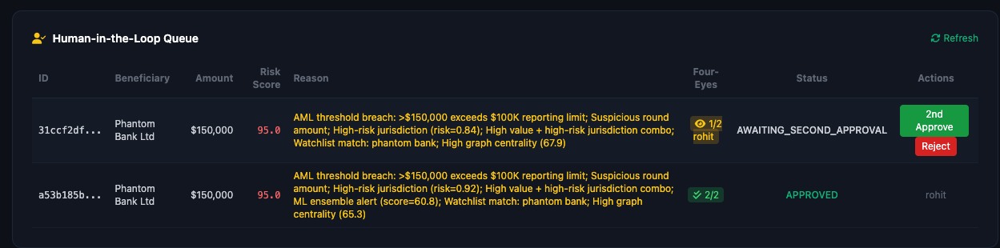 Human-in-the-Loop Queue
Refresh
ID
Beneficiary
Amount
Risk
Score
Reason
Four-
Eyes
Status
Actions
31ccf2df...
Phantom
Bank Ltd
$150,000
95.0
AML threshold breach: >$150,000 exceeds $100K reporting limit; Suspicious round
amount; High-risk jurisdiction (risk=0.84); High value + high-risk jurisdiction combo;
Watchlist match: phantom bank; High graph centrality (67.9)
1/2
rohit
AWAITING_SECOND_APPROVAL
2nd
Approve
Reject
a53b185b...
Phantom
Bank Ltd
$150,000
95.0
AML threshold breach: >$150,000 exceeds $100K reporting limit; Suspicious round
amount; High-risk jurisdiction (risk=0.92); High value + high-risk jurisdiction combo;
ML ensemble alert (score=60.8); Watchlist match: phantom bank; High graph
centrality (65.3)
2/2
APPROVED
rohit